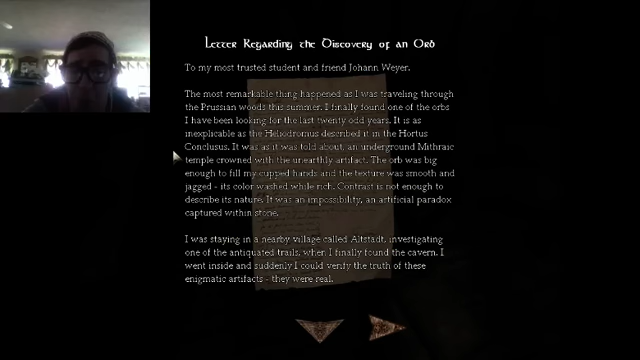 Letter Regarding the Discovery of an Orb
To my most trusted student and friend Johann Weyer.
The most remarkable thing happened as I was traveling through
the Prussian woods this summer. I finally found one of the orbs
I have been looking for the last twenty odd years. It is as
inexplicable as the Heliodromus described it in the Hortus
Conclusus. It was as it was told about, an underground Mithraic
temple crowned with the unearthly artifact. The orb was big
enough to fill my cupped hands and the texture was smooth and
jagged - its color washed while rich. Contrast is not enough to
describe its nature. It was an impossibility, an artificial paradox
captured within stone.
I was staying in a nearby village called Altstadt, investigating
one of the antiquated trails, when I finally found the cavern. I
went inside and suddenly I could verify the truth of these
enigmatic artifacts - they were real.